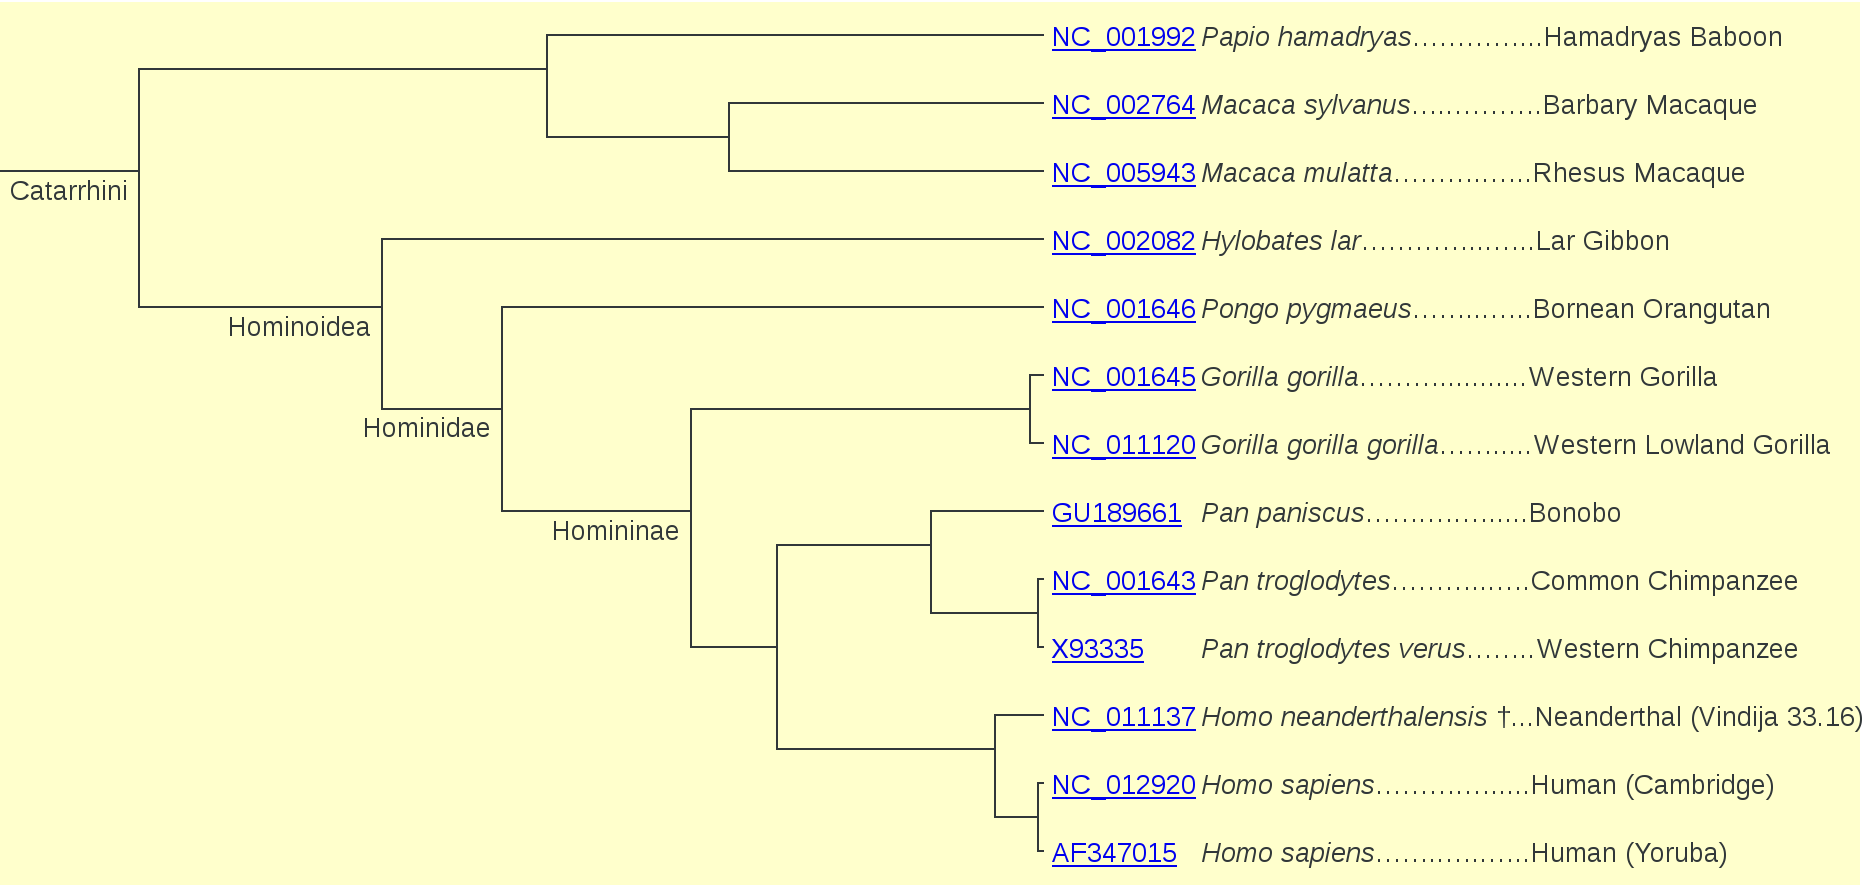 NC_001992 Papio hamadryas...............Hamadryas Baboon
NC_002764 Macaca sylvanus...............Barbary Macaque
NC_005943 Macaca mulatta................Rhesus Macaque
Catarrhini
NC_002082 Hylobates lar....................Lar Gibbon
NC_001646 Pongo pygmaeus..............Bornean Orangutan
Hominoidea
NC_001645 Gorilla gorilla...................Western Gorilla
Hominidae
NC_011120 Gorilla gorilla gorilla...........Western Lowland Gorilla
GU189661 Pan paniscus...................Bonobo
Homininae
NC_001643 Pan troglodytes................Common Chimpanzee
X93335 Pan troglodytes verus........Western Chimpanzee
NC_011137 Homo neanderthalensis †...Neanderthal (Vindija 33.16)
NC_012920 Homo sapiens..................Human (Cambridge)
AF347015 Homo sapiens..................Human (Yoruba)